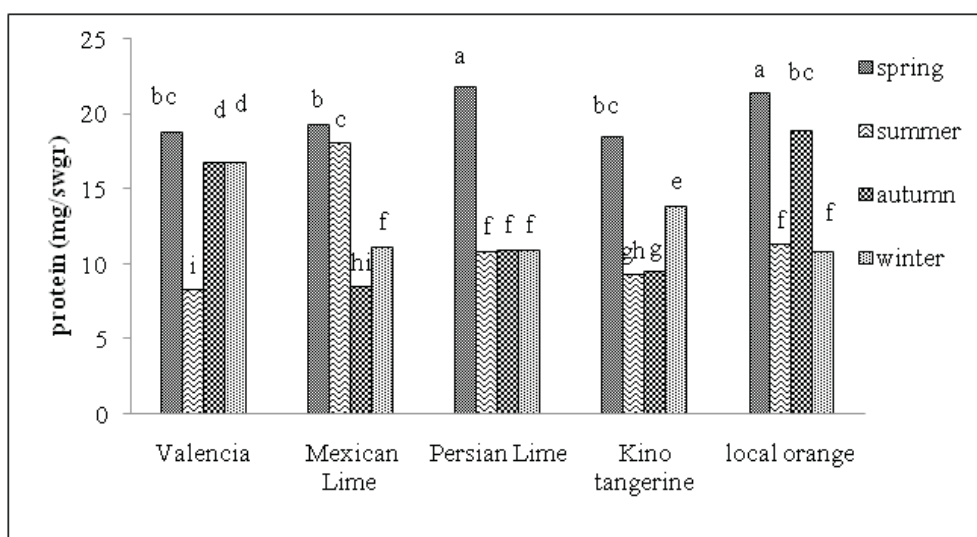 protein (mg/swgr)
25
20
15
10
5
0
bc
i
d
d
b
c
hi
f
a
f
f
f
bc
gh
g
e
a
f
bc
f
Valencia
Mexican
Lime
Persian Lime
Kino
tangerine
local orange
spring
summer
autumn
winter